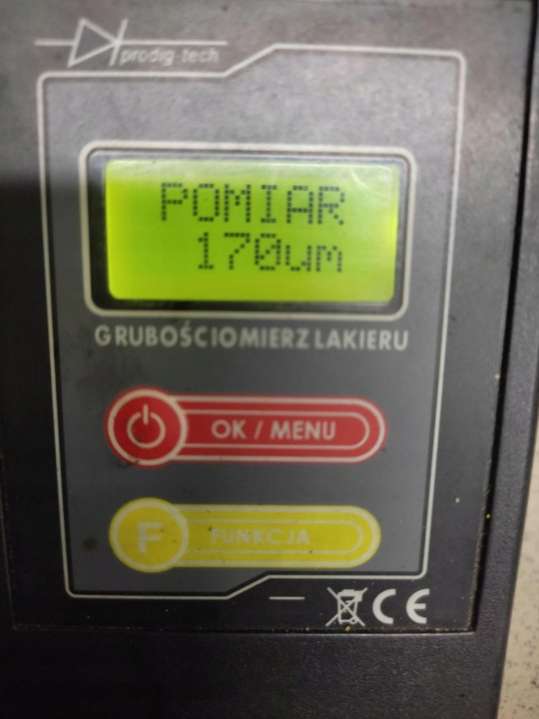 prodig-tech
POMIAR
170um
GRUBOŚCIOMIERZ LAKIERU
OK / MENU
F FUNKCJA
CE